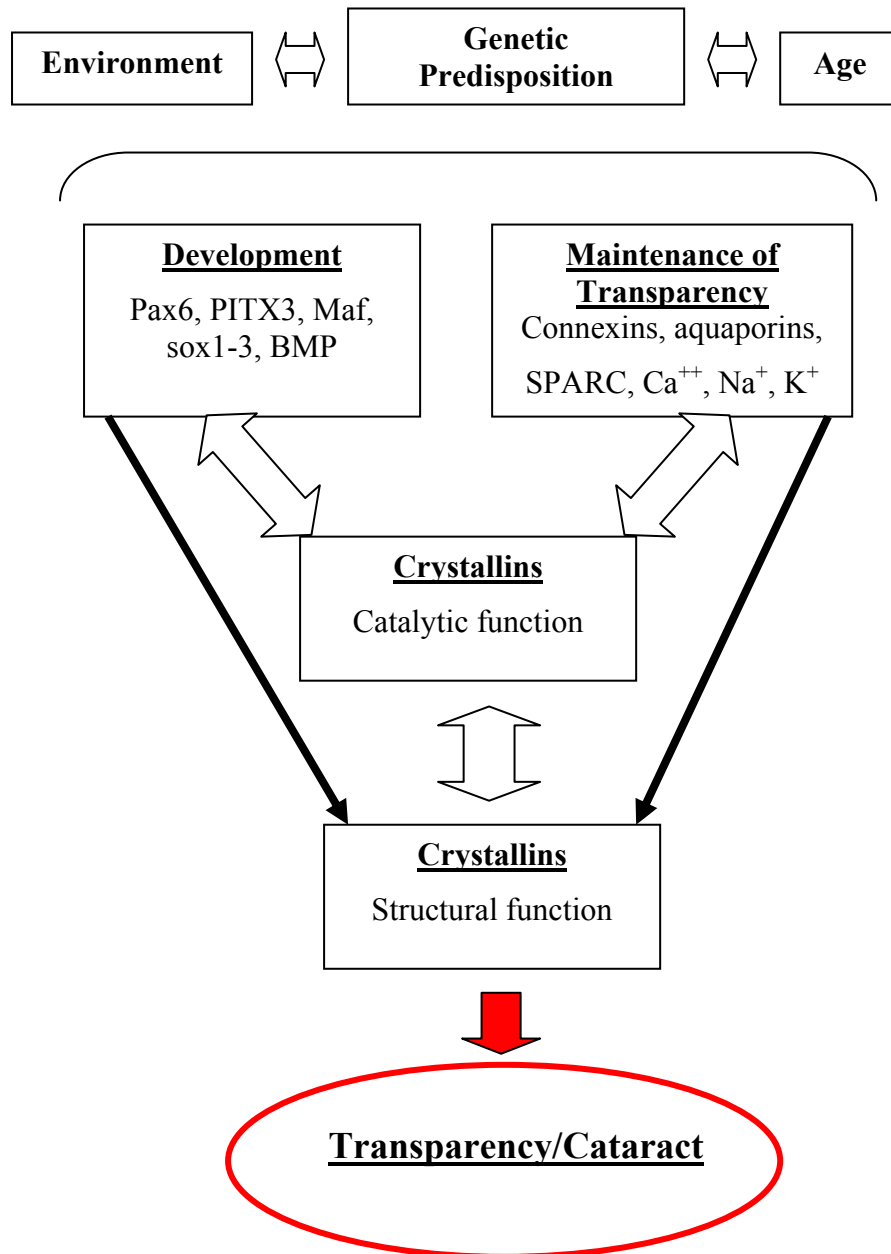 Environment
Genetic
Predisposition
Age
Development
Pax6, PITX3, Maf,
sox1-3, BMP
Maintenance of
Transparency
Connexins, aquaporins,
SPARC, Ca⁺⁺, Na⁺, K⁺
Crystallins
Catalytic function
Crystallins
Structural function
Transparency/Cataract